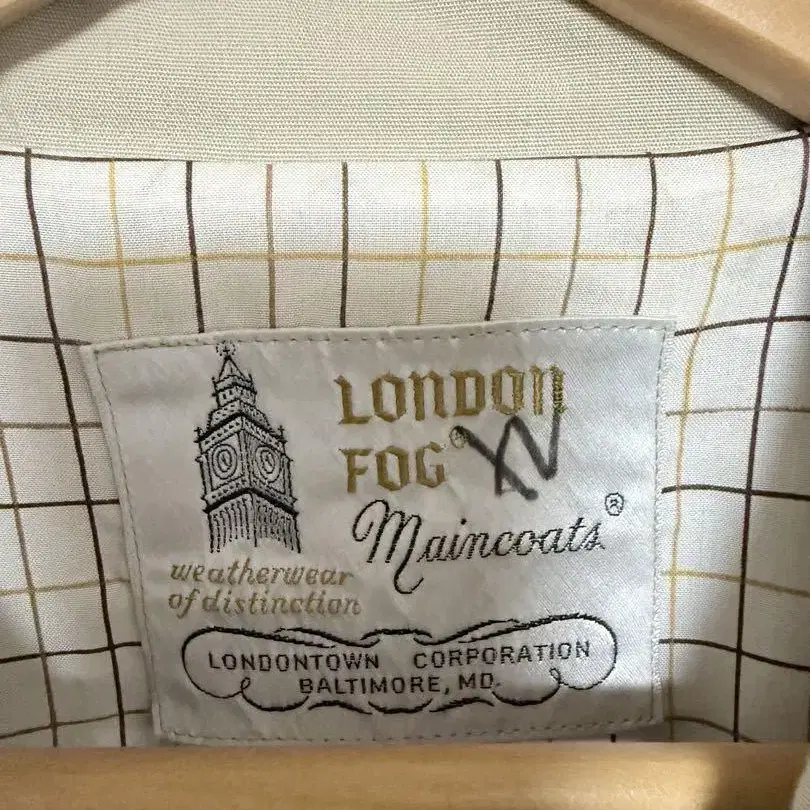 LONDON
FOG®
Maincoats®
weatherwear
of distinction
LONDONTOWN CORPORATION
BALTIMORE, MD.